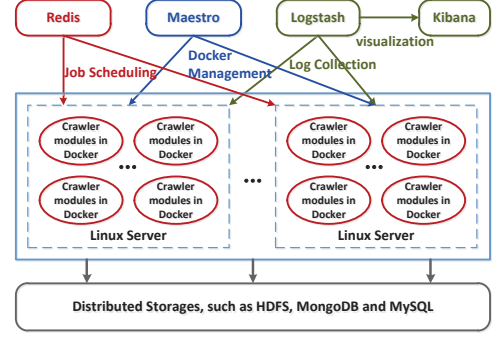 Redis
Maestro
Logstash
Kibana
visualization
Docker
Management
Job Scheduling
Log Collection
Crawler
modules in
Docker
Crawler
modules in
Docker
...
Crawler
modules in
Docker
Crawler
modules in
Docker
Linux Server
...
Crawler
modules in
Docker
Crawler
modules in
Docker
...
Crawler
modules in
Docker
Crawler
modules in
Docker
Linux Server
Distributed Storages, such as HDFS, MongoDB and MySQL